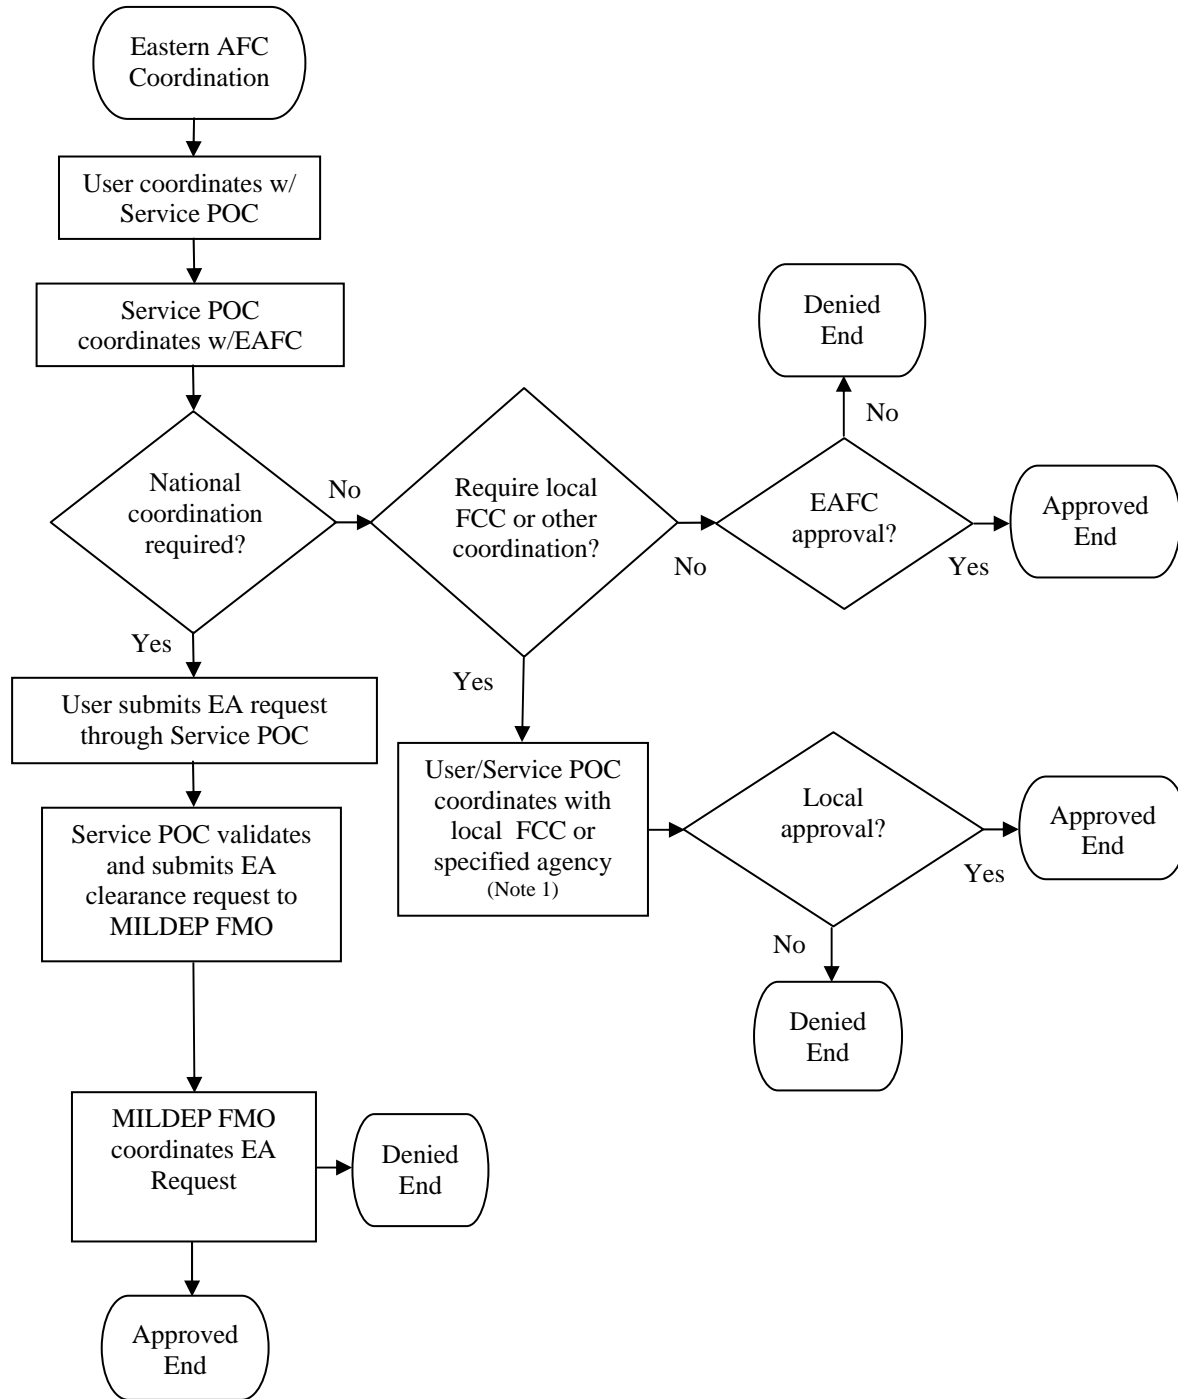 Eastern AFC
Coordination
User coordinates w/
Service POC
Service POC
coordinates w/EAFC
National
coordination
required?
No
Yes
Require local
FCC or other
coordination?
No
Yes
EAFC
approval?
No
Denied
End
Yes
Approved
End
User submits EA request
through Service POC
Service POC validates
and submits EA
clearance request to
MILDEP FMO
User/Service POC
coordinates with
local  FCC or
specified agency
(Note 1)
Local
approval?
Yes
Approved
End
No
Denied
End
MILDEP FMO
coordinates EA
Request
Denied
End
Approved
End